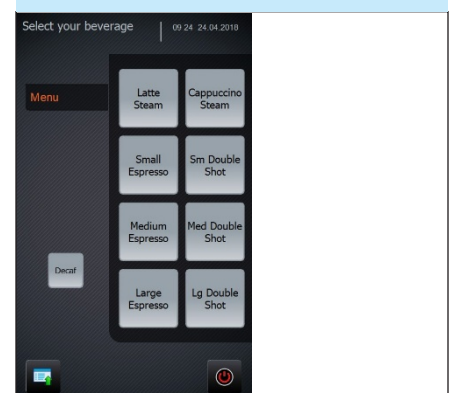 Select your beverage
09 24 24.04.2018
Menu
Latte
Steam
Cappuccino
Steam
Small
Espresso
Sm Double
Shot
Medium
Espresso
Med Double
Shot
Decaf
Large
Espresso
Lg Double
Shot